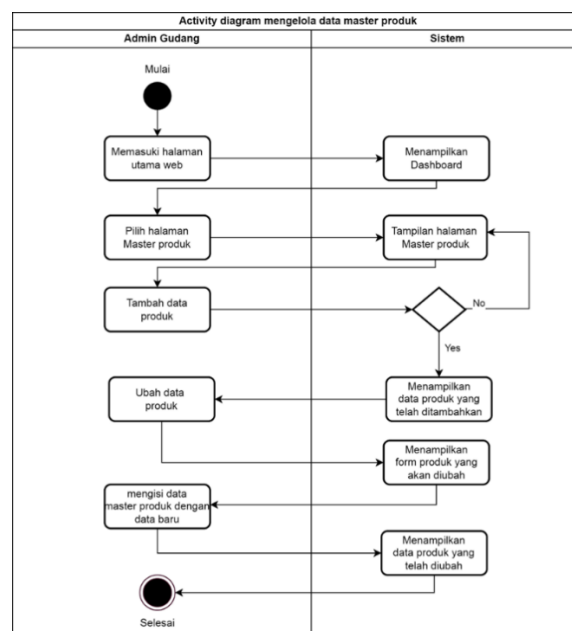 Activity diagram mengelola data master produk
Admin Gudang
Sistem
Mulai
Memasuki halaman
utama web
Menampilkan
Dashboard
Pilih halaman
Master produk
Tampilan halaman
Master produk
Tambah data
produk
No
Yes
Menampilkan
data produk yang
telah ditambahkan
Ubah data
produk
Menampilkan
form produk yang
akan diubah
mengisi data
master produk dengan
data baru
Menampilkan
data produk yang
telah diubah
Selesai